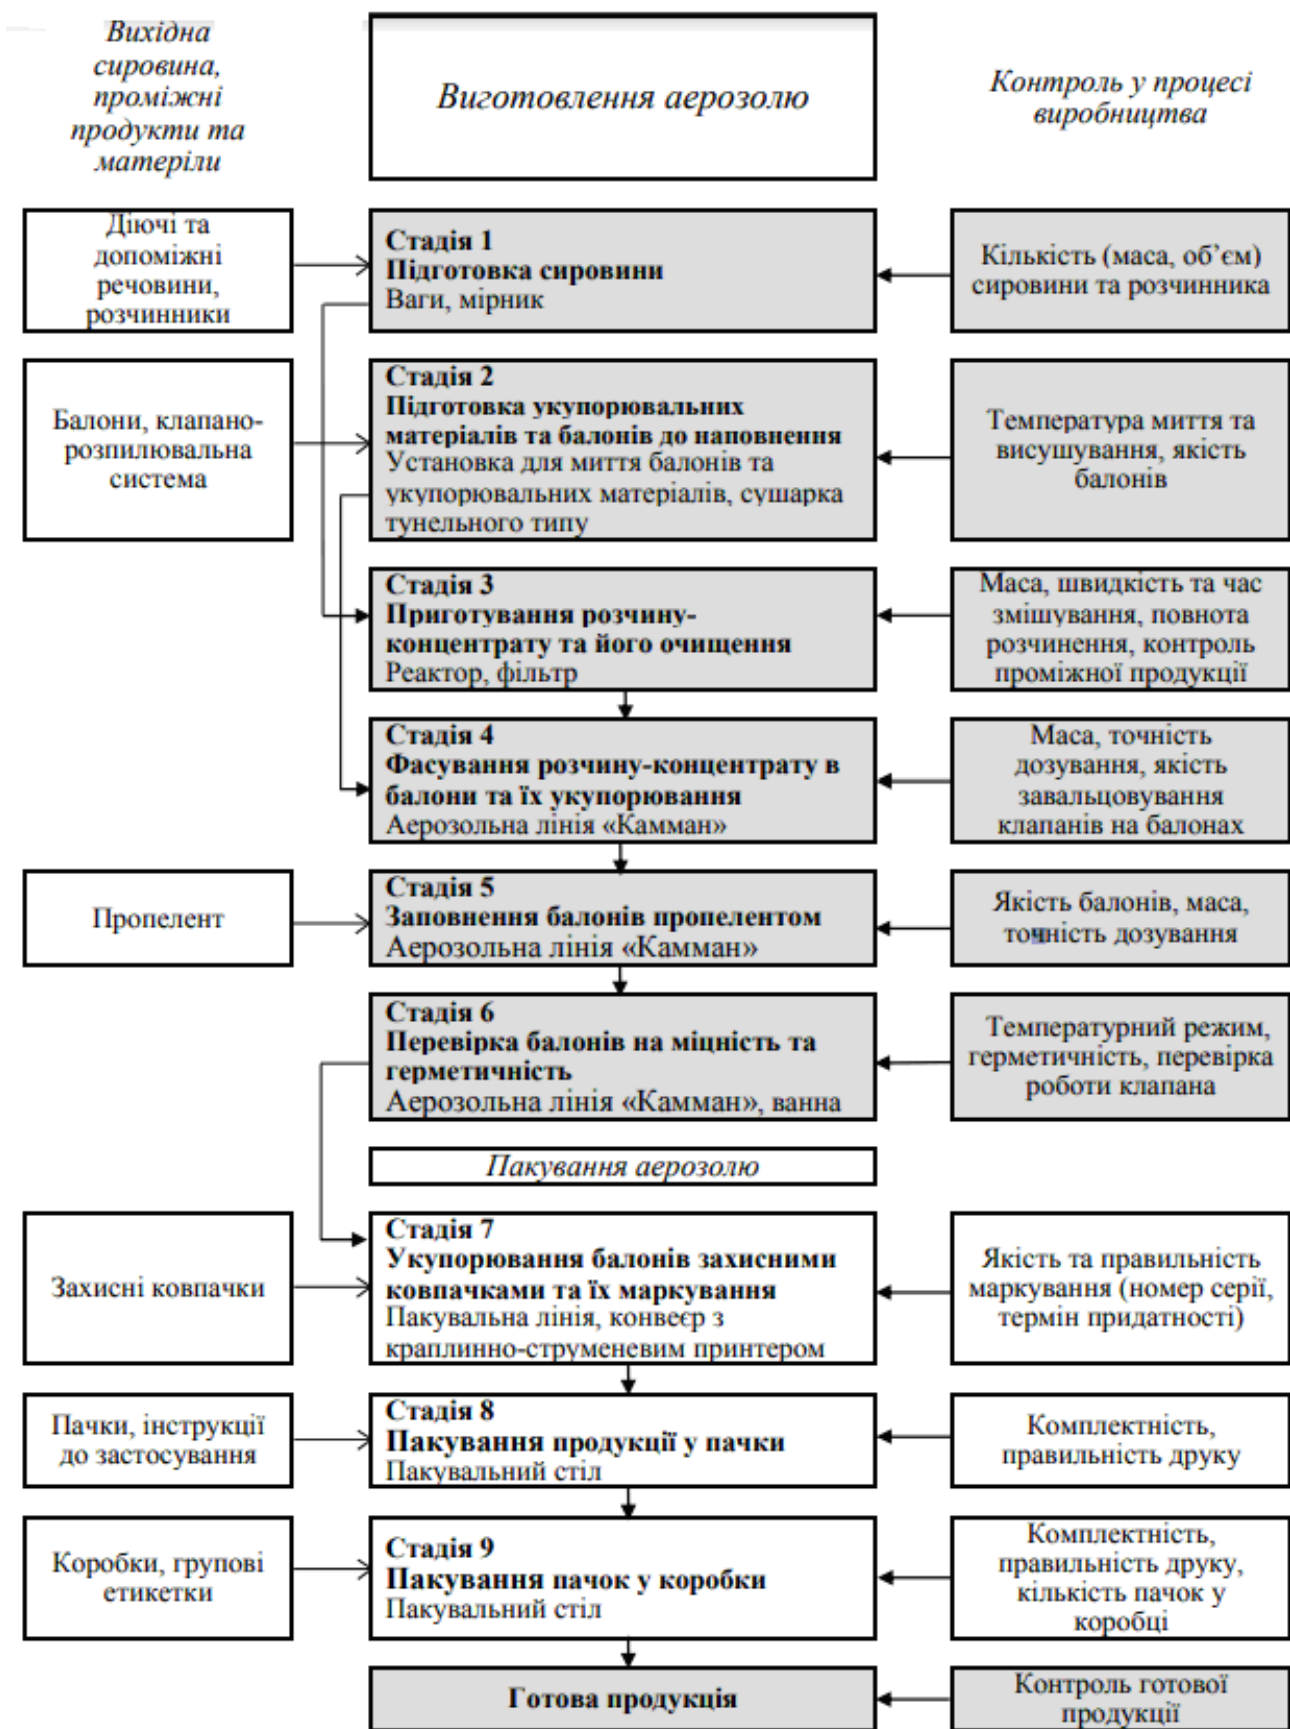 Вихідна
сировина,
проміжні
продукти та
матеріли
Виготовлення аерозолю
Контроль у процесі
виробництва
Діючі та
допоміжні
речовини,
розчинники
Стадія 1
Підготовка сировини
Ваги, мірник
Кількість (маса, об’єм)
сировини та розчинника
Балони, клапано-
розпилювальна
система
Стадія 2
Підготовка укупорювальних
матеріалів та балонів до наповнення
Установка для миття балонів та
укупорювальних матеріалів, сушарка
тунельного типу
Температура миття та
висушування, якість
балонів
Стадія 3
Приготування розчину-
концентрату та його очищення
Реактор, фільтр
Маса, швидкість та час
змішування, повнота
розчинення, контроль
проміжної продукції
Стадія 4
Фасування розчину-концентрату в
балони та їх укупорювання
Аерозольна лінія «Камман»
Маса, точність
дозування, якість
завальцовування
клапанів на балонах
Пропелент
Стадія 5
Заповнення балонів пропелентом
Аерозольна лінія «Камман»
Якість балонів, маса,
точність дозування
Стадія 6
Перевірка балонів на міцність та
герметичність
Аерозольна лінія «Камман», ванна
Температурний режим,
герметичність, перевірка
роботи клапана
Пакування аерозолю
Захисні ковпачки
Стадія 7
Укупорювання балонів захисними
ковпачками та їх маркування
Пакувальна лінія, конвеєр з
краплинно-струменевим принтером
Якість та правильність
маркування (номер серії,
термін придатності)
Пачки, інструкції
до застосування
Стадія 8
Пакування продукції у пачки
Пакувальний стіл
Комплектність,
правильність друку
Коробки, групові
етикетки
Стадія 9
Пакування пачок у коробки
Пакувальний стіл
Комплектність,
правильність друку,
кількість пачок у
коробці
Готова продукція
Контроль готової
продукції